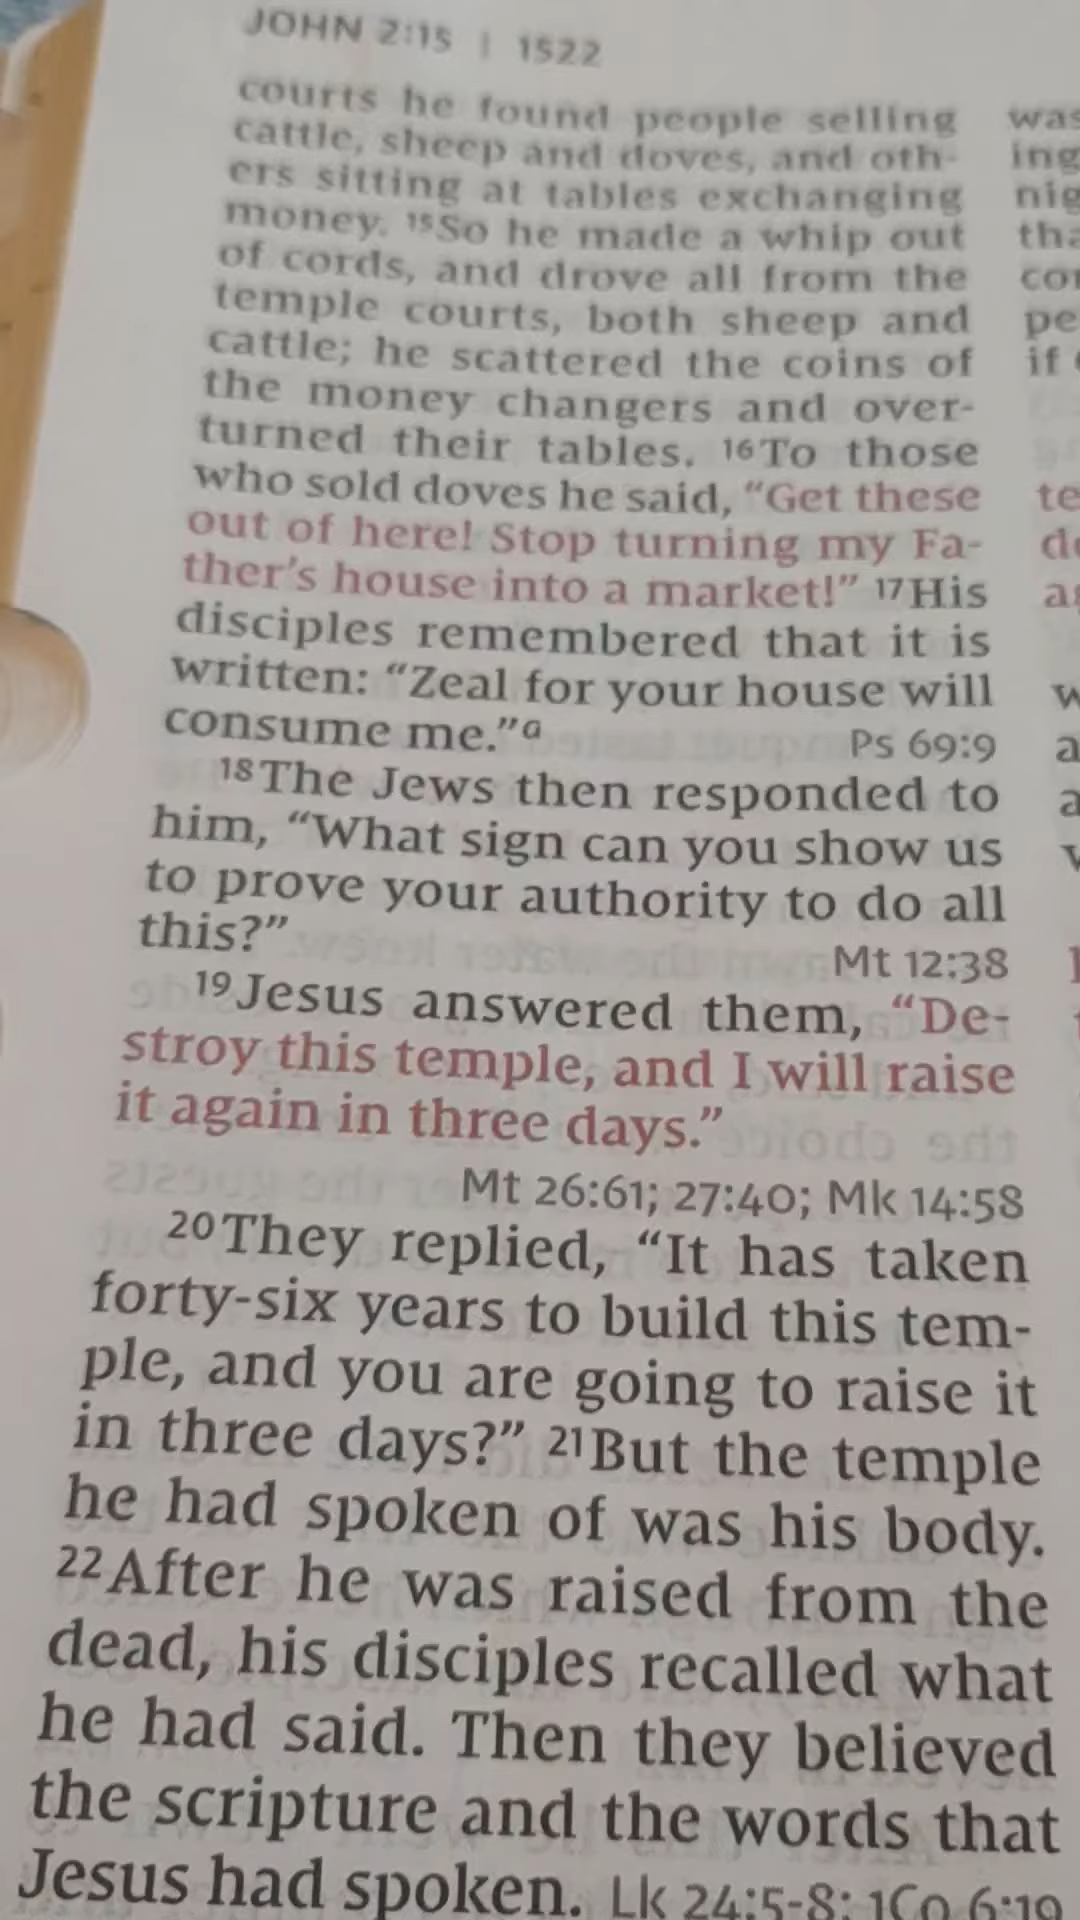 JOHN 2:15 | 1522
courts he found people selling
cattle, sheep and doves, and oth-
ers sitting at tables exchanging
money. 15So he made a whip out
of cords, and drove all from the
temple courts, both sheep and
cattle; he scattered the coins of
the money changers and over-
turned their tables. 16To those
who sold doves he said, “Get these
out of here! Stop turning my Fa-
ther’s house into a market!” 17His
disciples remembered that it is
written: “Zeal for your house will
consume me.”a
Ps 69:9
18The Jews then responded to
him, “What sign can you show us
to prove your authority to do all
this?”
Mt 12:38
19Jesus answered them, “De-
stroy this temple, and I will raise
it again in three days.”
Mt 26:61; 27:40; Mk 14:58
20They replied, “It has taken
forty-six years to build this tem-
ple, and you are going to raise it
in three days?” 21But the temple
he had spoken of was his body.
22After he was raised from the
dead, his disciples recalled what
he had said. Then they believed
the scripture and the words that
Jesus had spoken. Lk 24:5-8; 1Co 6:19
was
if